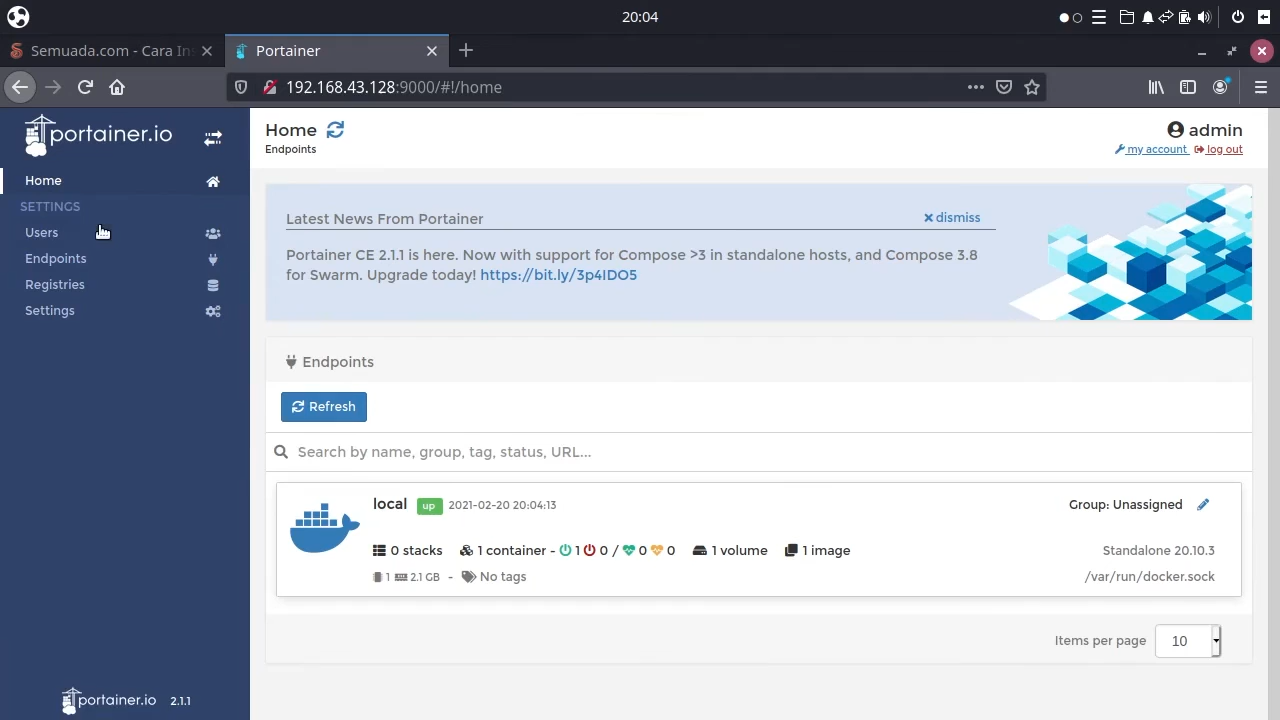 20:04
Semuada.com - Cara Ins
Portainer
192.168.43.128:9000/#!/home
portainer.io
Home
SETTINGS
Users
Endpoints
Registries
Settings
portainer.io 2.1.1
Home
Endpoints
admin
my account log out
Latest News From Portainer
dismiss
Portainer CE 2.1.1 is here. Now with support for Compose >3 in standalone hosts, and Compose 3.8
for Swarm. Upgrade today! https://bit.ly/3p4IDO5
Endpoints
Refresh
Search by name, group, tag, status, URL...
local up 2021-02-20 20:04:13
Group: Unassigned
0 stacks 1 container - 1 0 / 0 0 1 volume 1 image
Standalone 20.10.3
1 2.1 GB - No tags
/var/run/docker.sock
Items per page 10